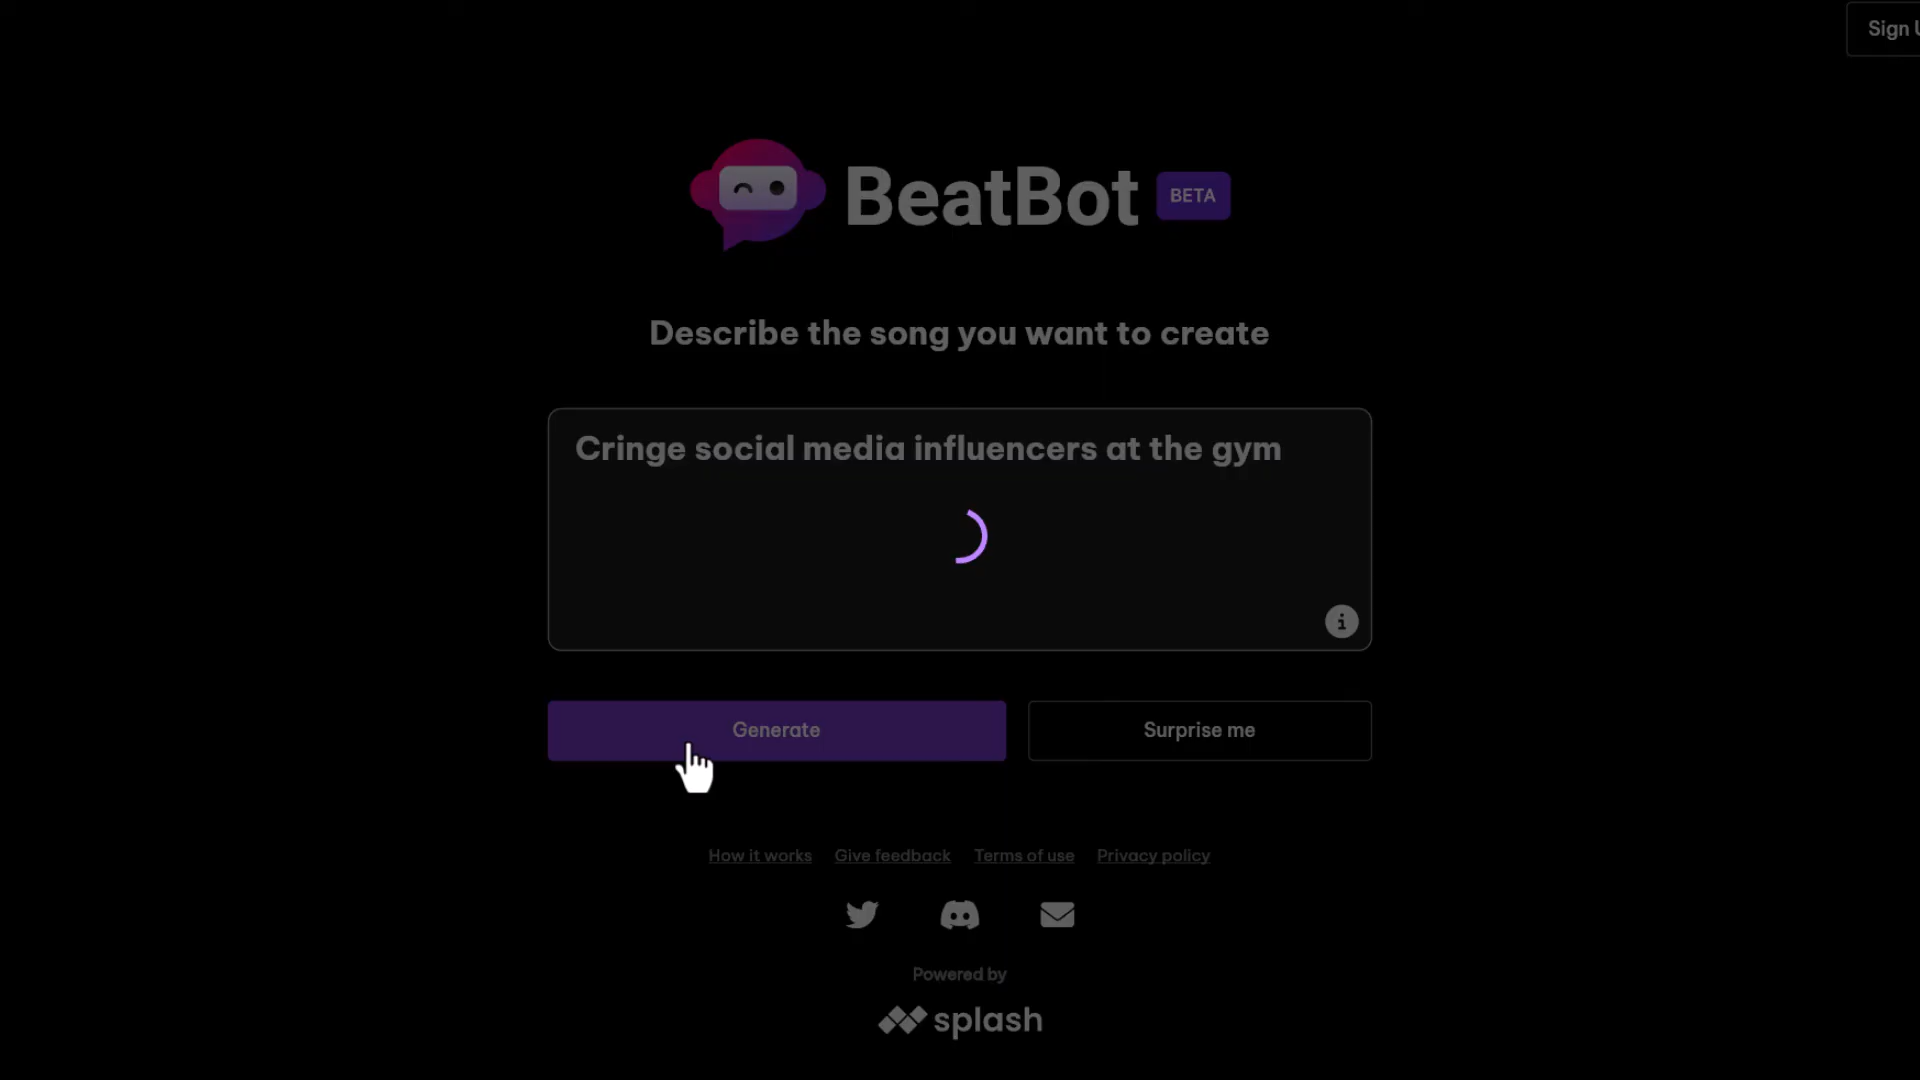 Sign U
BeatBot BETA
Describe the song you want to create
Cringe social media influencers at the gym
Generate
Surprise me
How it works Give feedback Terms of use Privacy policy
Powered by
splash